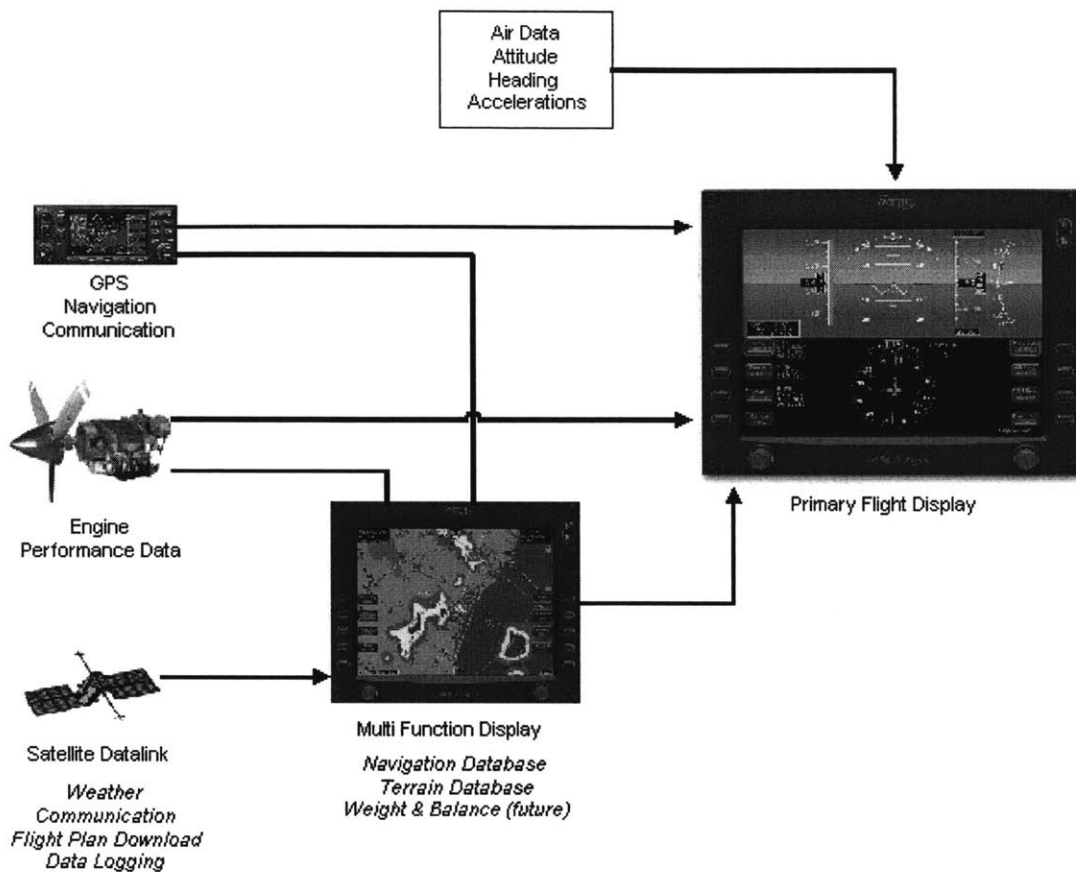 Air Data
Attitude
Heading
Accelerations
GPS
Navigation
Communication
Primary Flight Display
Engine
Performance Data
Multi Function Display
Navigation Database
Terrain Database
Weight & Balance (future)
Satellite Datalink
Weather
Communication
Flight Plan Download
Data Logging